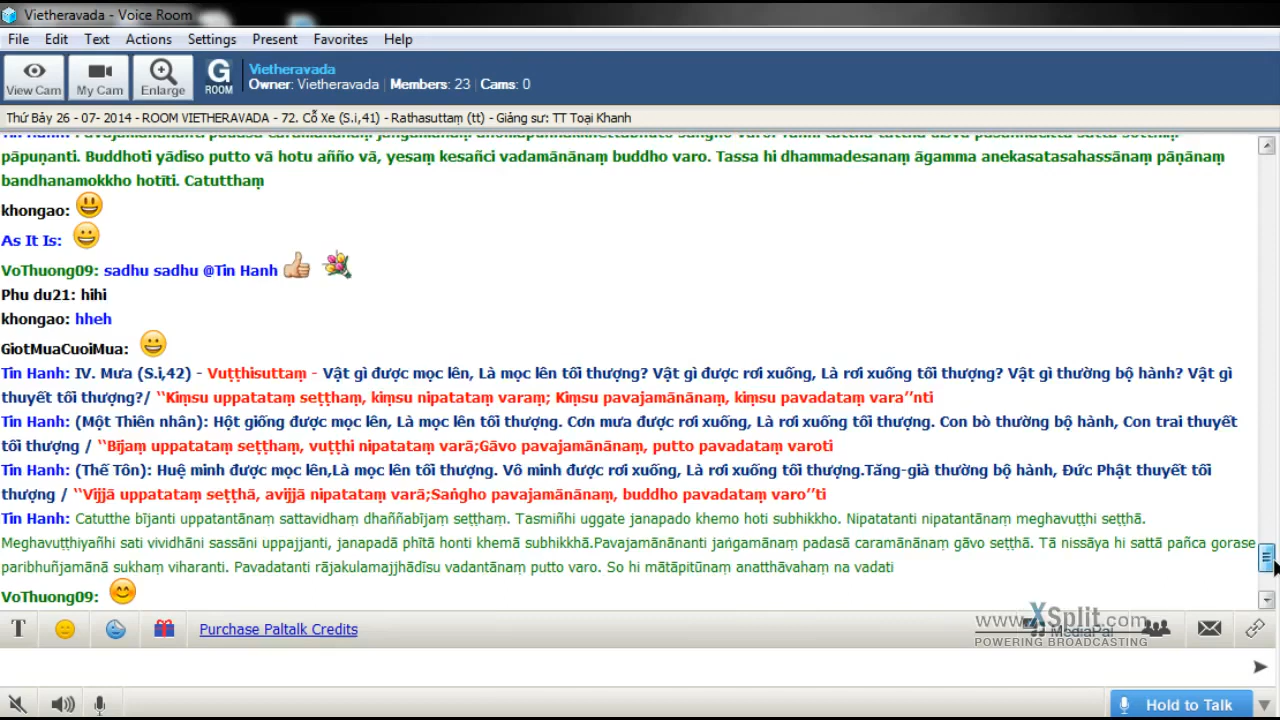 Vietheravada - Voice Room
File Edit Text Actions Settings Present Favorites Help
View Cam My Cam Enlarge G ROOM
Vietheravada
Owner: Vietheravada | Members: 23 | Cams: 0
Thứ Bảy 26 - 07- 2014 - ROOM VIETHERAVADA - 72. Cỗ Xe (S.i,41) - Rathasuttaṃ (tt) - Giảng sư: TT Toại Khanh
pāpuṇanti. Buddhoti yādiso putto vā hotu añño vā, yesaṃ kesañci vadamānānaṃ buddho varo. Tassa hi dhammadesanaṃ āgamma anekasatasahassānaṃ pāṇānaṃ
bandhanamokkho hotīti. Catutthaṃ
khongao:
As It Is:
VoThuong09: sadhu sadhu @Tin Hanh
Phu du21: hihi
khongao: hheh
GiotMuaCuoiMua:
Tin Hanh: IV. Mưa (S.i,42) - Vuṭṭhisuttaṃ - Vật gì được mọc lên, Là mọc lên tối thượng? Vật gì được rơi xuống, Là rơi xuống tối thượng? Vật gì thường bộ hành? Vật gì
thuyết tối thượng?/ ‘‘Kiṃsu uppatataṃ seṭṭhaṃ, kiṃsu nipatataṃ varaṃ; Kiṃsu pavajamānānaṃ, kiṃsu pavadataṃ vara’’nti
Tin Hanh: (Một Thiên nhân): Hột giống được mọc lên, Là mọc lên tối thượng. Cơn mưa được rơi xuống, Là rơi xuống tối thượng. Con bò thường bộ hành, Con trai thuyết
tối thượng / ‘‘Bījaṃ uppatataṃ seṭṭhaṃ, vuṭṭhi nipatataṃ varā;Gāvo pavajamānānaṃ, putto pavadataṃ varoti
Tin Hanh: (Thế Tôn): Huệ minh được mọc lên,Là mọc lên tối thượng. Vô minh được rơi xuống, Là rơi xuống tối thượng.Tăng-già thường bộ hành, Đức Phật thuyết tối
thượng / ‘‘Vijjā uppatataṃ seṭṭhā, avijjā nipatataṃ varā;Saṅgho pavajamānānaṃ, buddho pavadataṃ varo’’ti
Tin Hanh: Catutthe bījanti uppatantānaṃ sattavidhaṃ dhaññabījaṃ seṭṭhaṃ. Tasmiñhi uggate janapado khemo hoti subhikkho. Nipatatanti nipatantānaṃ meghavuṭṭhi seṭṭhā.
Meghavuṭṭhiyañhi sati vividhāni sassāni uppajjanti, janapadā phītā honti khemā subhikkhā.Pavajamānānanti jaṅgamānaṃ padasā caramānānaṃ gāvo seṭṭhā. Tā nissāya hi sattā pañca gorase
paribhuñjamānā sukhaṃ viharanti. Pavadatanti rājakulamajjhādīsu vadantānaṃ putto varo. So hi mātāpitūnaṃ anatthāvahaṃ na vadati
VoThuong09:
T Purchase Paltalk Credits
www.XSplit.com
MediaPal
POWERING BROADCASTING
Hold to Talk